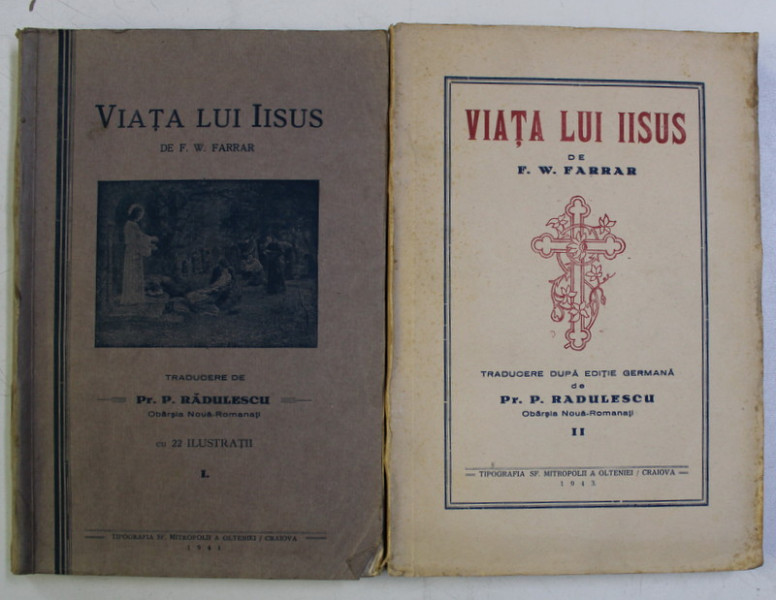 VIAȚA LUI IISUS
DE F. W. FARRAR
TRADUCERE DE
Pr. P. RĂDULESCU
Obârșia Nouă-Romanați
cu 22 ILUSTRAȚII
I.
TIPOGRAFIA SF. MITROPOLII A OLTENIEI / CRAIOVA
1941
VIAȚA LUI IISUS
DE
F. W. FARRAR
TRADUCERE DUPĂ EDIȚIE GERMANĂ
de
Pr. P. RADULESCU
Obârșia Nouă-Romanați
II
TIPOGRAFIA SF. MITROPOLII A OLTENIEI / CRAIOVA
1943